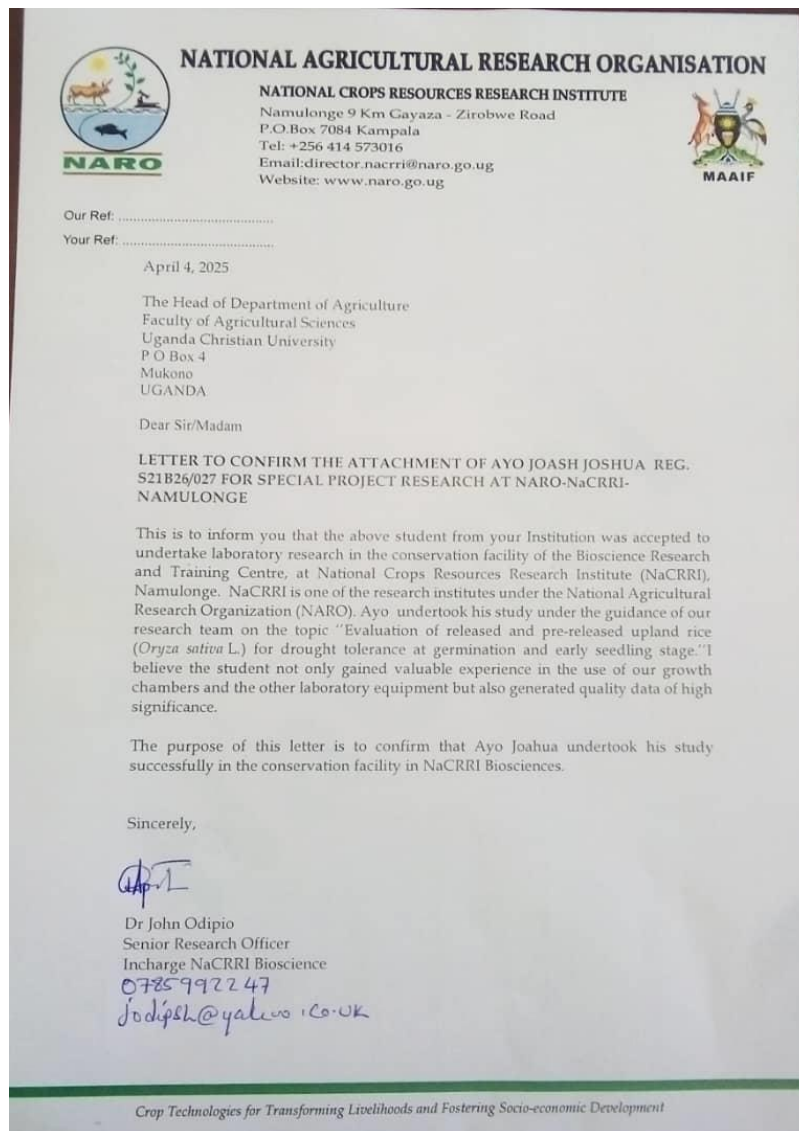 NATIONAL AGRICULTURAL RESEARCH ORGANISATION
NATIONAL CROPS RESOURCES RESEARCH INSTITUTE
Namulonge 9 Km Gayaza - Zirobwe Road
P.O.Box 7084 Kampala
Tel: +256 414 573016
Email:director.nacrri@naro.go.ug
Website: www.naro.go.ug
NARO
MAAIF
Our Ref: ..........................................
Your Ref: .........................................
April 4, 2025
The Head of Department of Agriculture
Faculty of Agricultural Sciences
Uganda Christian University
P O Box 4
Mukono
UGANDA
Dear Sir/Madam
LETTER TO CONFIRM THE ATTACHMENT OF AYO JOASH JOSHUA REG.
S21B26/027 FOR SPECIAL PROJECT RESEARCH AT NARO-NaCRRI-
NAMULONGE
This is to inform you that the above student from your Institution was accepted to
undertake laboratory research in the conservation facility of the Bioscience Research
and Training Centre, at National Crops Resources Research Institute (NaCRRI),
Namulonge. NaCRRI is one of the research institutes under the National Agricultural
Research Organization (NARO). Ayo undertook his study under the guidance of our
research team on the topic "Evaluation of released and pre-released upland rice
(Oryza sativa L.) for drought tolerance at germination and early seedling stage."I
believe the student not only gained valuable experience in the use of our growth
chambers and the other laboratory equipment but also generated quality data of high
significance.
The purpose of this letter is to confirm that Ayo Joahua undertook his study
successfully in the conservation facility in NaCRRI Biosciences.
Sincerely,
Dr John Odipio
Senior Research Officer
Incharge NaCRRI Bioscience
0785992247
Crop Technologies for Transforming Livelihoods and Fostering Socio-economic Development